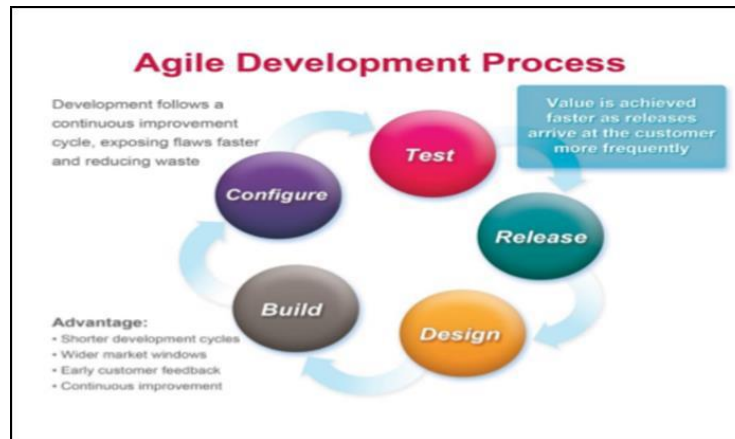 Agile Development Process
Development follows a
continuous improvement
cycle, exposing flaws faster
and reducing waste
Value is achieved
faster as releases
arrive at the customer
more frequently
Test
Configure
Release
Build
Design
Advantage:
• Shorter development cycles
• Wider market windows
• Early customer feedback
• Continuous improvement